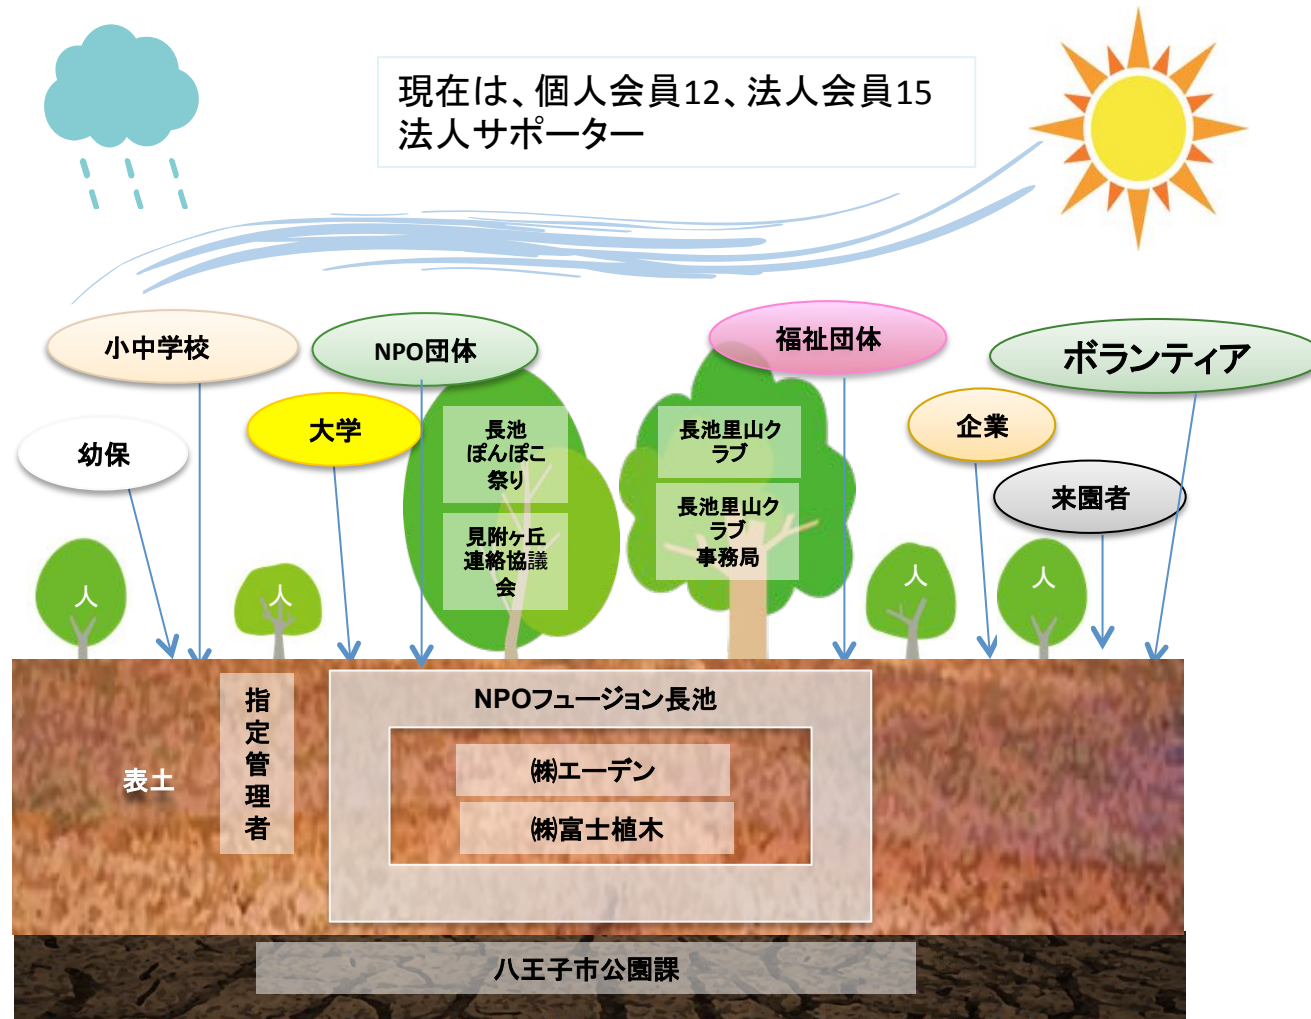 現在は、個人会員12、法人会員15
法人サポーター
小中学校
NPO団体
福祉団体
ボランティア
幼保
大学
企業
来園者
長池
ぽんぽこ
祭り
見附ヶ丘
連絡協議
会
長池里山ク
ラブ
長池里山ク
ラブ
事務局
人
人
人
人
表土
指
定
管
理
者
NPOフュージョン長池
㈱エーデン
㈱富士植木
八王子市公園課